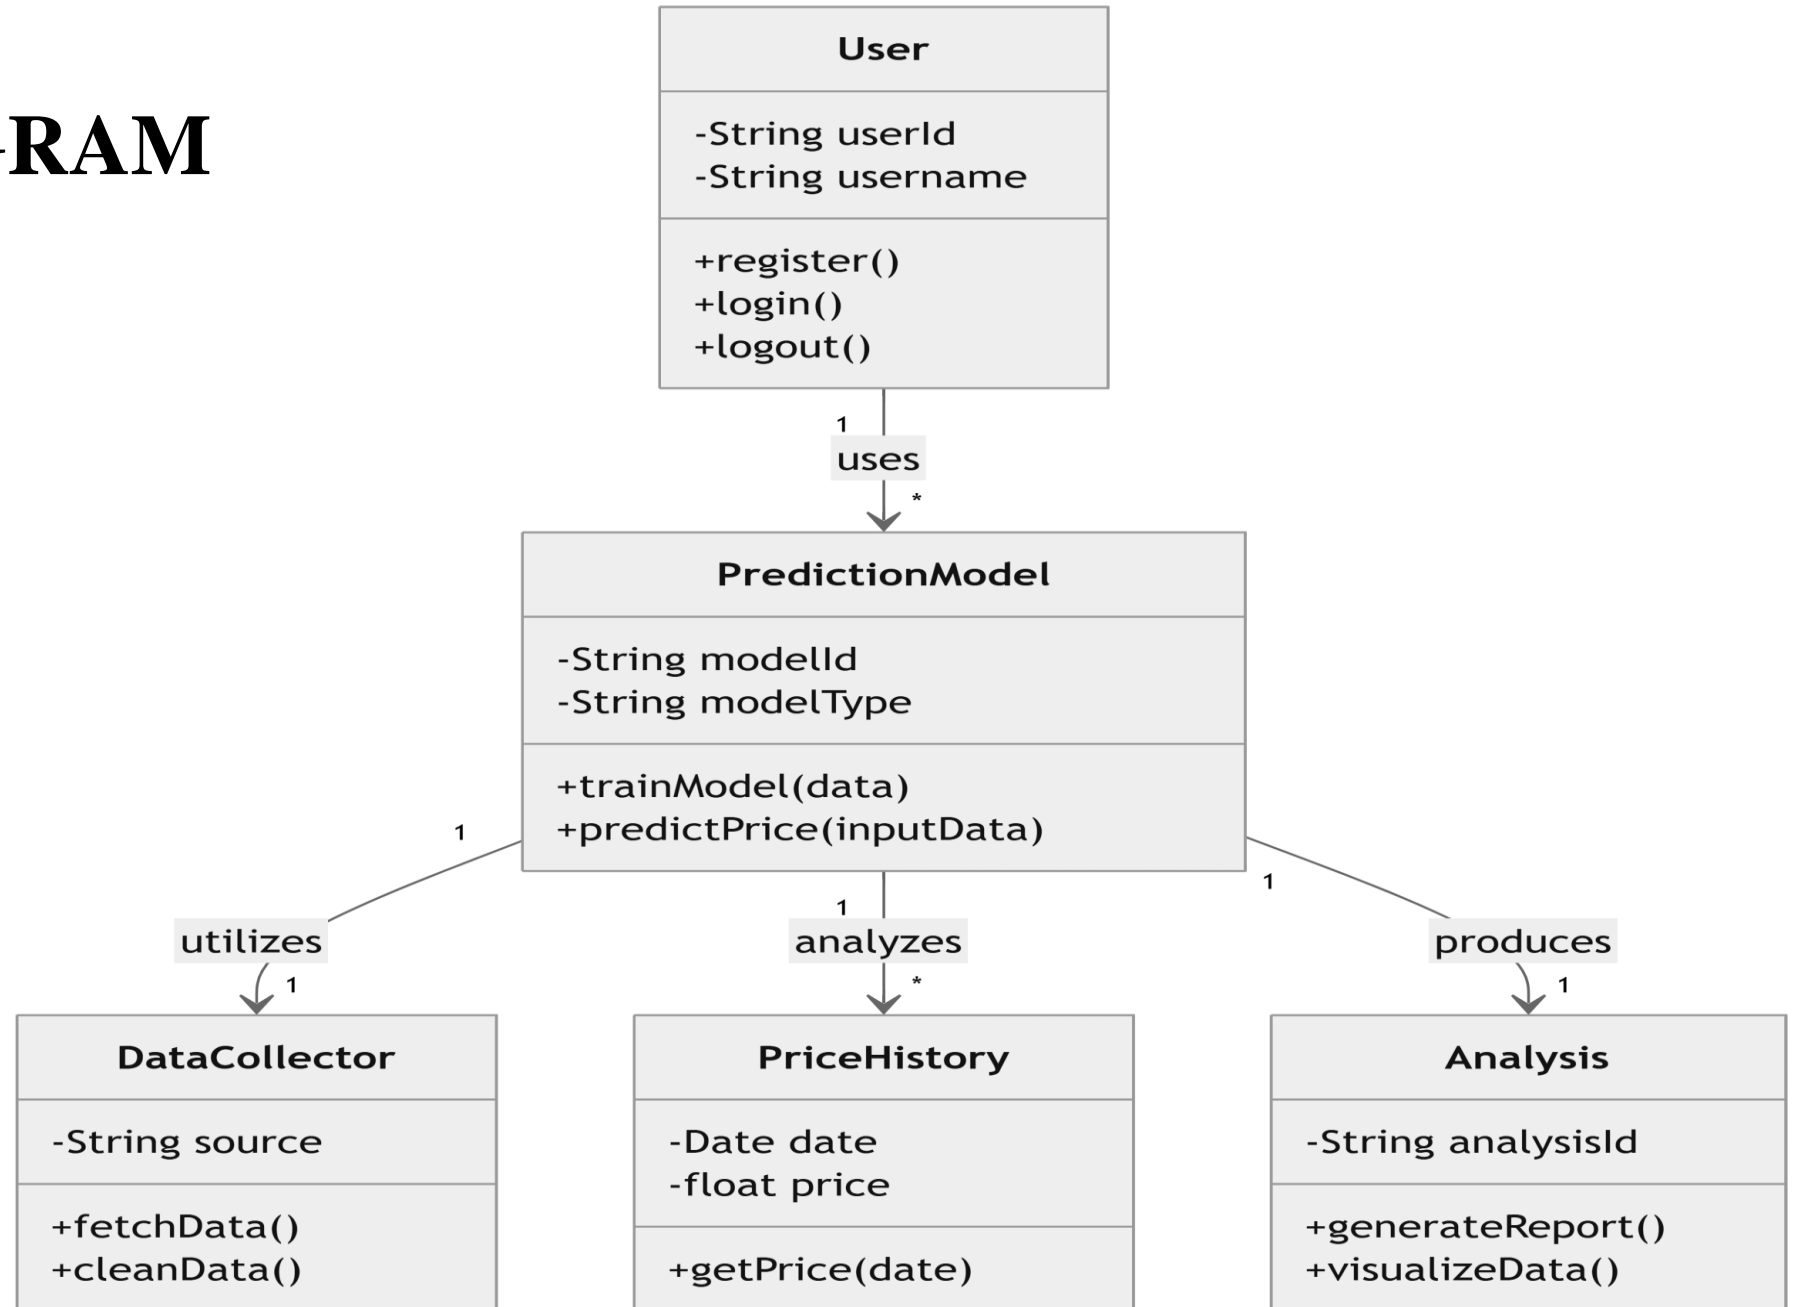 GRAM
User
-String userId
-String username
+register()
+login()
+logout()
1
uses
*
PredictionModel
-String modelId
-String modelType
+trainModel(data)
+predictPrice(inputData)
1
1
1
utilizes
analyzes
produces
1
*
1
DataCollector
-String source
+fetchData()
+cleanData()
PriceHistory
-Date date
-float price
+getPrice(date)
Analysis
-String analysisId
+generateReport()
+visualizeData()